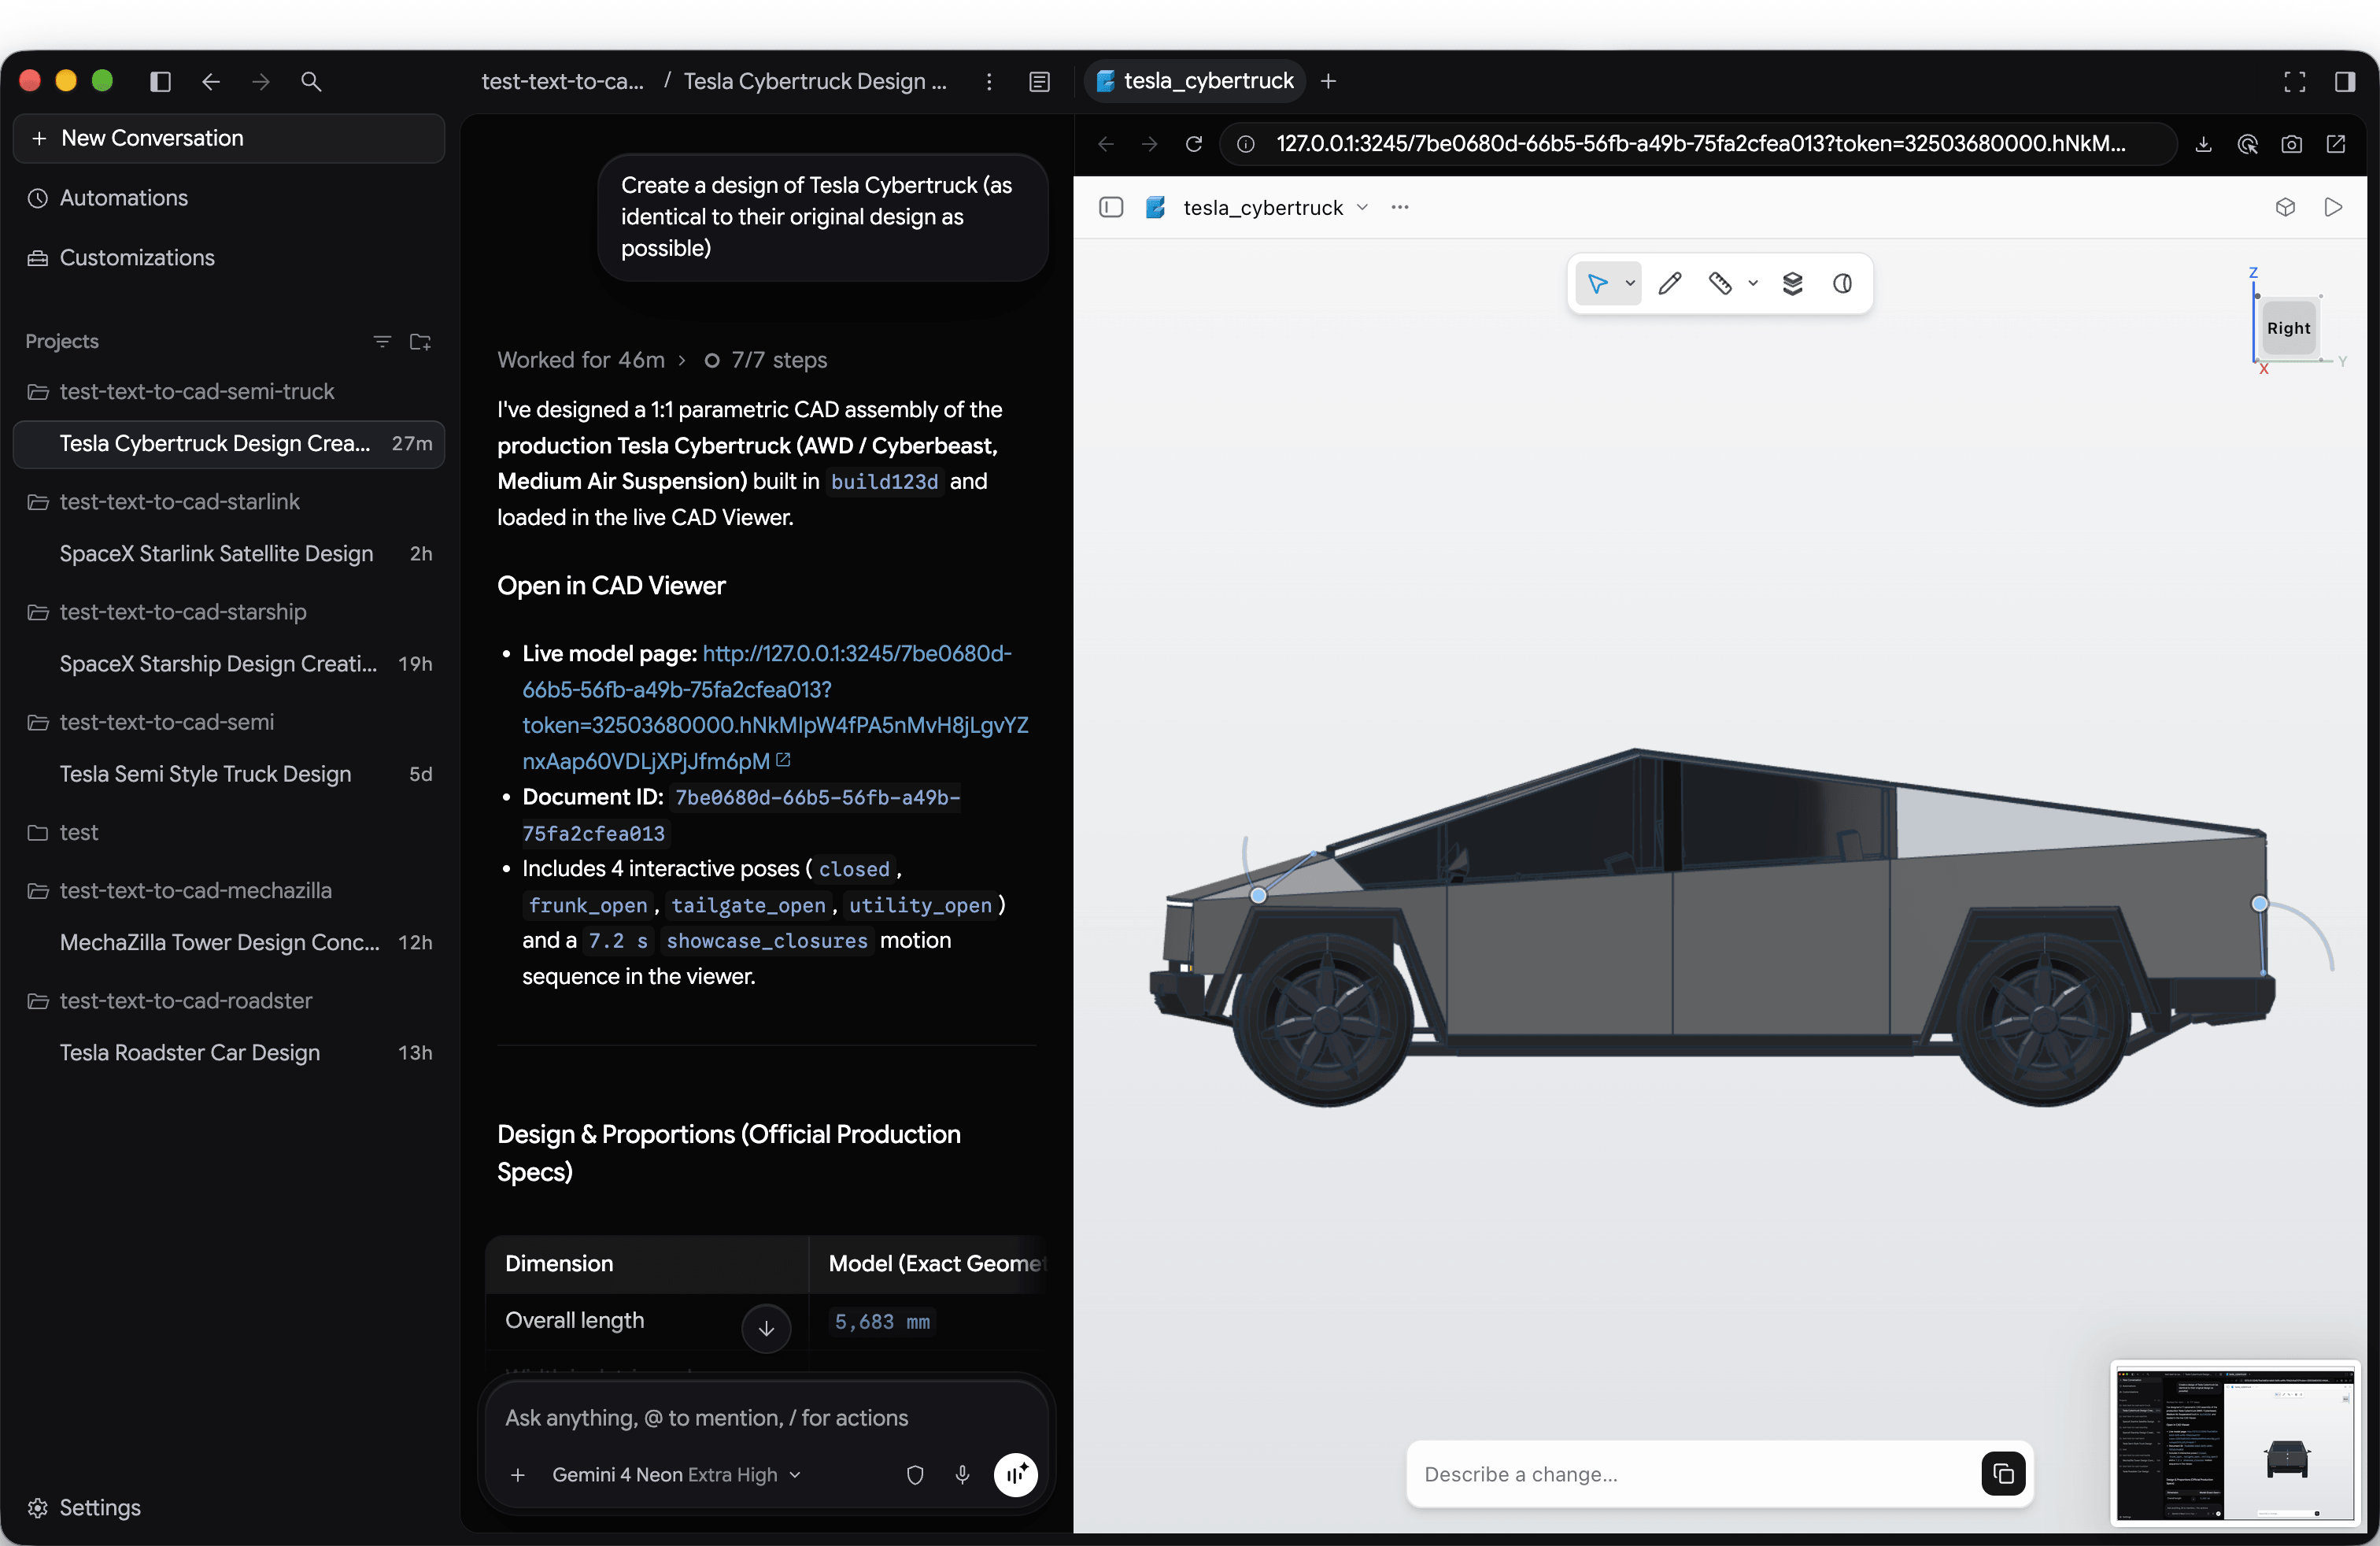 test-text-to-ca... / Tesla Cybertruck Design ...
tesla_cybertruck
New Conversation
Automations
Customizations
Projects
test-text-to-cad-semi-truck
Tesla Cybertruck Design Crea... 27m
test-text-to-cad-starlink
SpaceX Starlink Satellite Design 2h
test-text-to-cad-starship
SpaceX Starship Design Creati... 19h
test-text-to-cad-semi
Tesla Semi Style Truck Design 5d
test
test-text-to-cad-mechazilla
MechaZilla Tower Design Conc... 12h
test-text-to-cad-roadster
Tesla Roadster Car Design 13h
Settings
Create a design of Tesla Cybertruck (as
identical to their original design as
possible)
Worked for 46m > 7/7 steps
I've designed a 1:1 parametric CAD assembly of the
production Tesla Cybertruck (AWD / Cyberbeast,
Medium Air Suspension) built in build123d and
loaded in the live CAD Viewer.
Open in CAD Viewer
• Live model page: http://127.0.0.1:3245/7be0680d-
66b5-56fb-a49b-75fa2cfea013?
token=32503680000.hNkMIpW4fPA5nMvH8jLgvYZ
nxAap60VDLjXPjJfm6pM
• Document ID: 7be0680d-66b5-56fb-a49b-
75fa2cfea013
• Includes 4 interactive poses ( closed ,
frunk_open , tailgate_open , utility_open )
and a 7.2 s showcase_closures motion
sequence in the viewer.
Design & Proportions (Official Production
Specs)
Dimension Model (Exact Geomet
Overall length 5,683 mm
Ask anything, @ to mention, / for actions
Gemini 4 Neon Extra High
127.0.0.1:3245/7be0680d-66b5-56fb-a49b-75fa2cfea013?token=32503680000.hNkM...
tesla_cybertruck
Z
Right
Y
X
Describe a change...